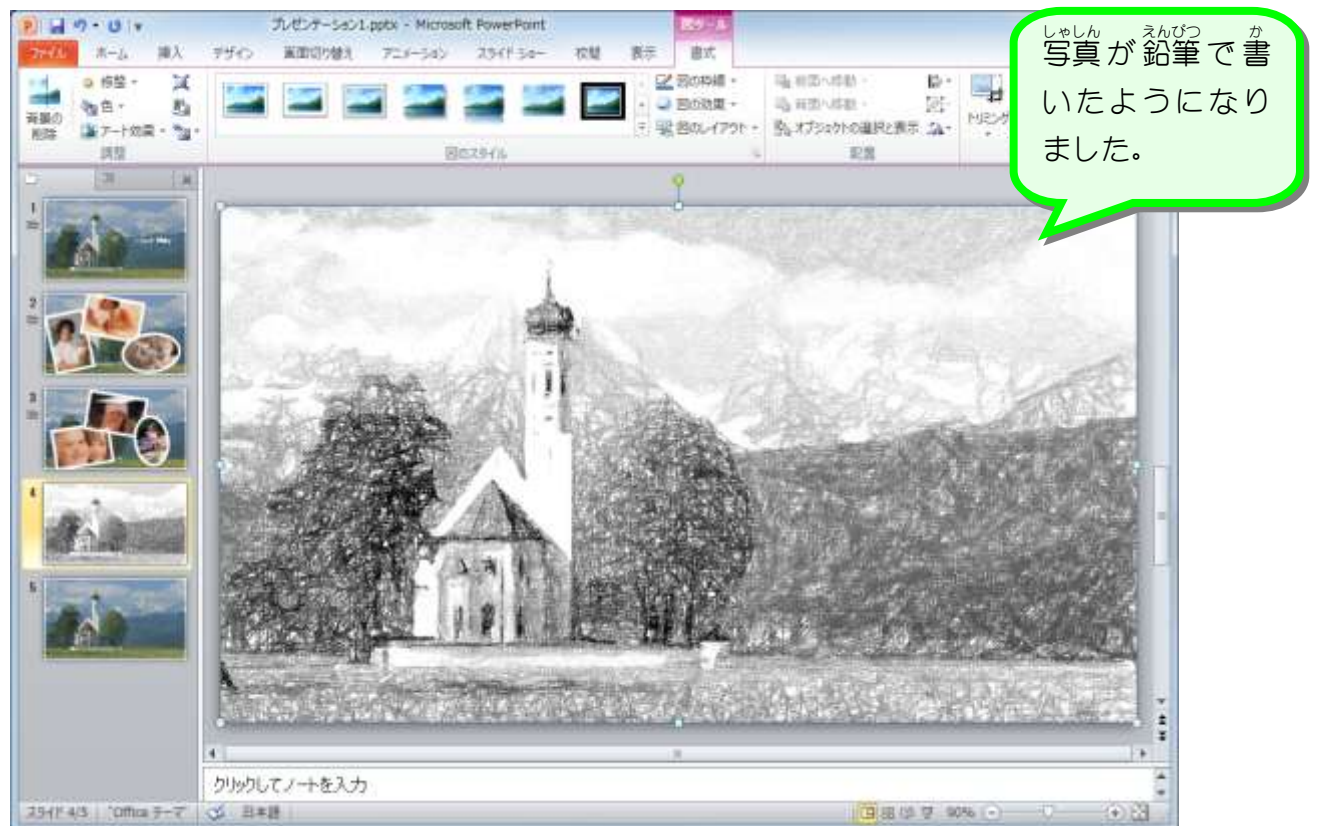 プレゼンテーション1.pptx - Microsoft PowerPoint
図ツール
ファイル ホーム 挿入 デザイン 画面切り替え アニメーション スライド ショー 校閲 表示 書式
背景の
削除
修整
色
アート効果
調整
図のスタイル
図の枠線
図の効果
図のレイアウト
前面へ移動
背面へ移動
オブジェクトの選択と表示
配置
トリミング
しゃしん えんぴつ か
写真が鉛筆で書
いたようになり
ました。
1
2
3
4
5
クリックしてノートを入力
スライド 4/5 "Office テーマ" 日本語 90%